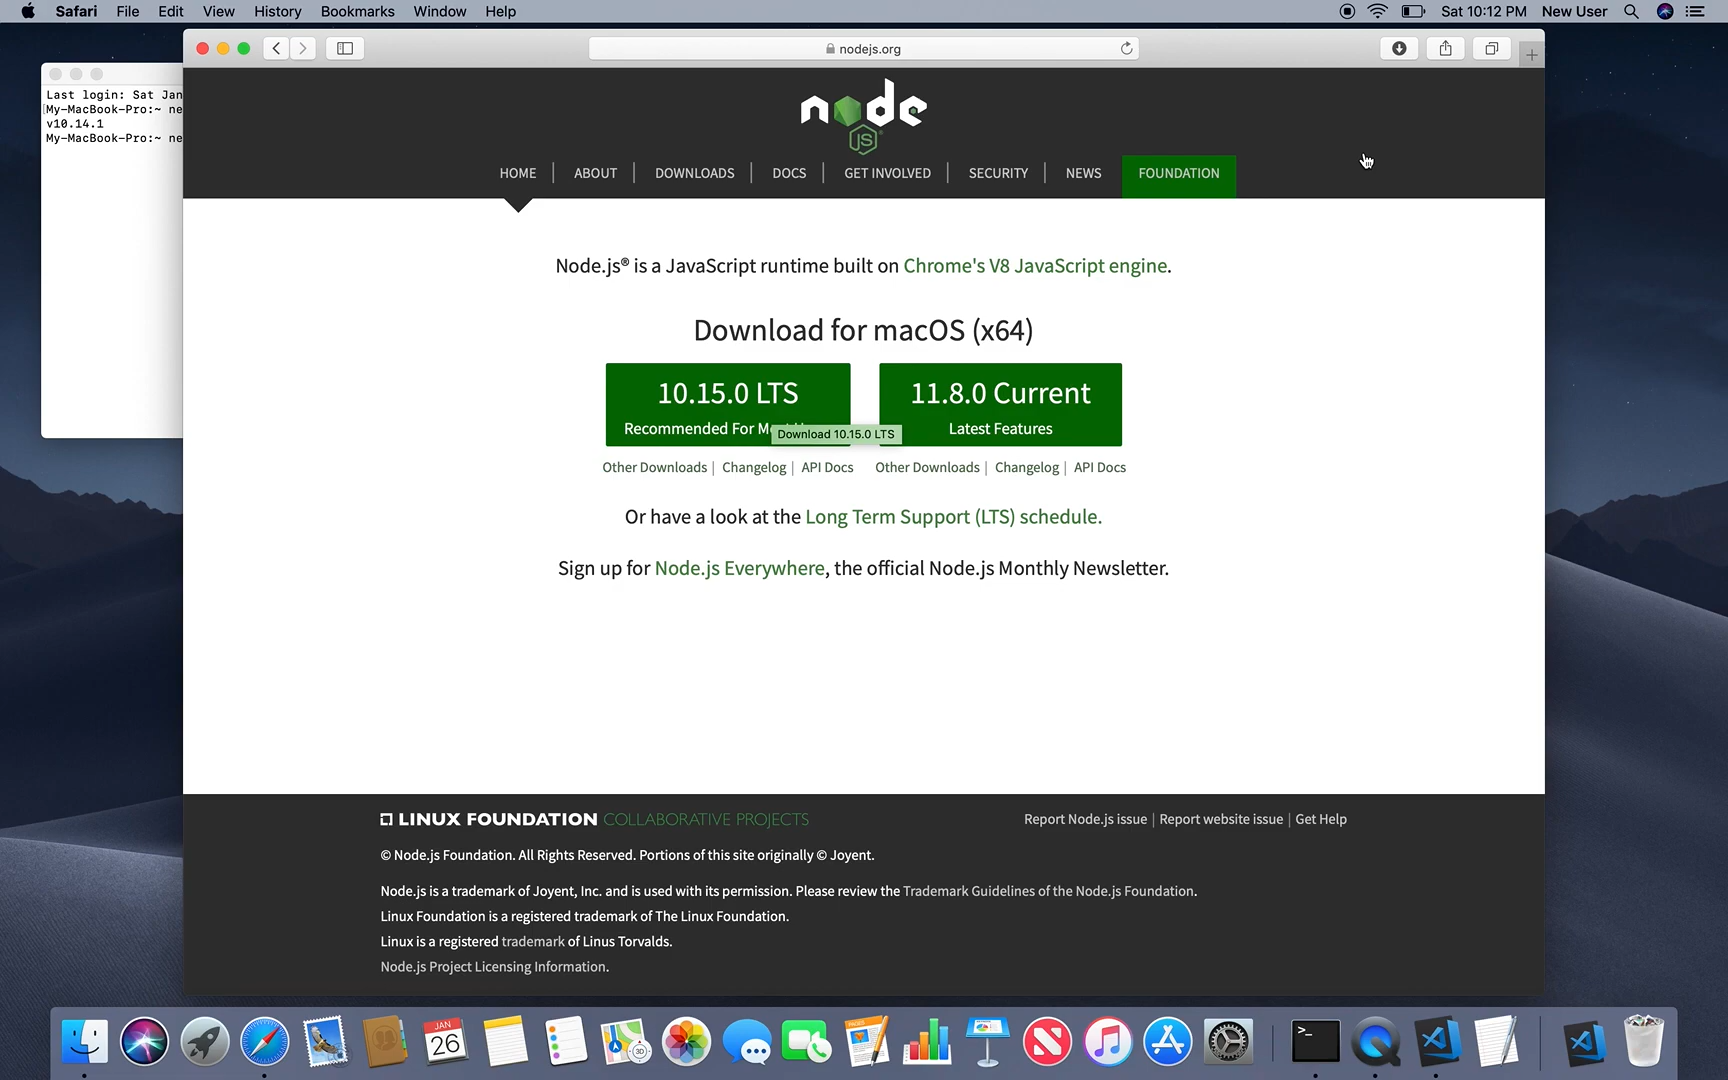 Safari File Edit View History Bookmarks Window Help
Sat 10:12 PM New User
nodejs.org
Last login: Sat Jan
My-MacBook-Pro:~ ne
v10.14.1
My-MacBook-Pro:~ ne
node
JS
HOME ABOUT DOWNLOADS DOCS GET INVOLVED SECURITY NEWS FOUNDATION
Node.js® is a JavaScript runtime built on Chrome's V8 JavaScript engine.
Download for macOS (x64)
10.15.0 LTS
Recommended For
Download 10.15.0 LTS
11.8.0 Current
Latest Features
Other Downloads | Changelog | API Docs
Other Downloads | Changelog | API Docs
Or have a look at the Long Term Support (LTS) schedule.
Sign up for Node.js Everywhere, the official Node.js Monthly Newsletter.
LINUX FOUNDATION COLLABORATIVE PROJECTS
Report Node.js issue | Report website issue | Get Help
© Node.js Foundation. All Rights Reserved. Portions of this site originally © Joyent.
Node.js is a trademark of Joyent, Inc. and is used with its permission. Please review the Trademark Guidelines of the Node.js Foundation.
Linux Foundation is a registered trademark of The Linux Foundation.
Linux is a registered trademark of Linus Torvalds.
Node.js Project Licensing Information.
JAN
26
3D
PAGES
>_